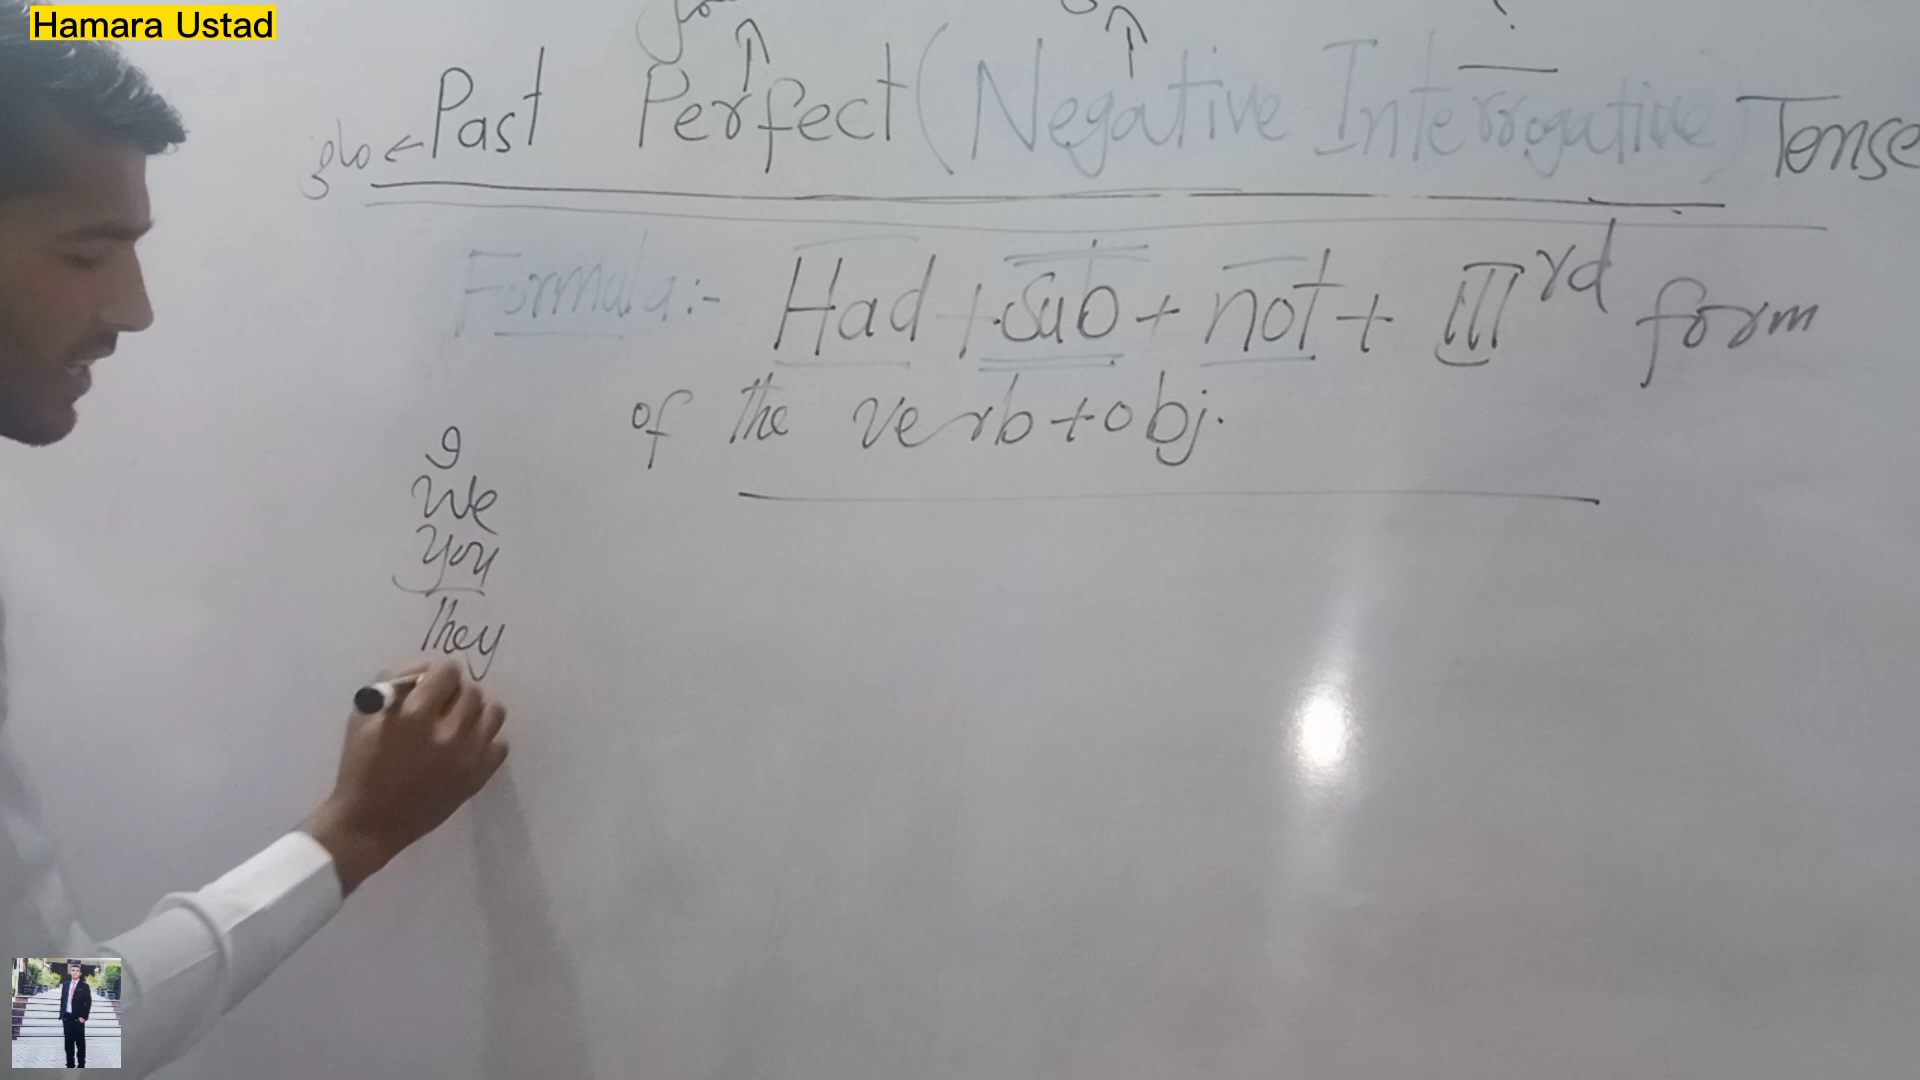 Hamara Ustad
Past Perfect (Negative Interrogative) Tense
Formula:- Had + Sub + not + IIIrd form
of the verb + obj.
I
We
You
They